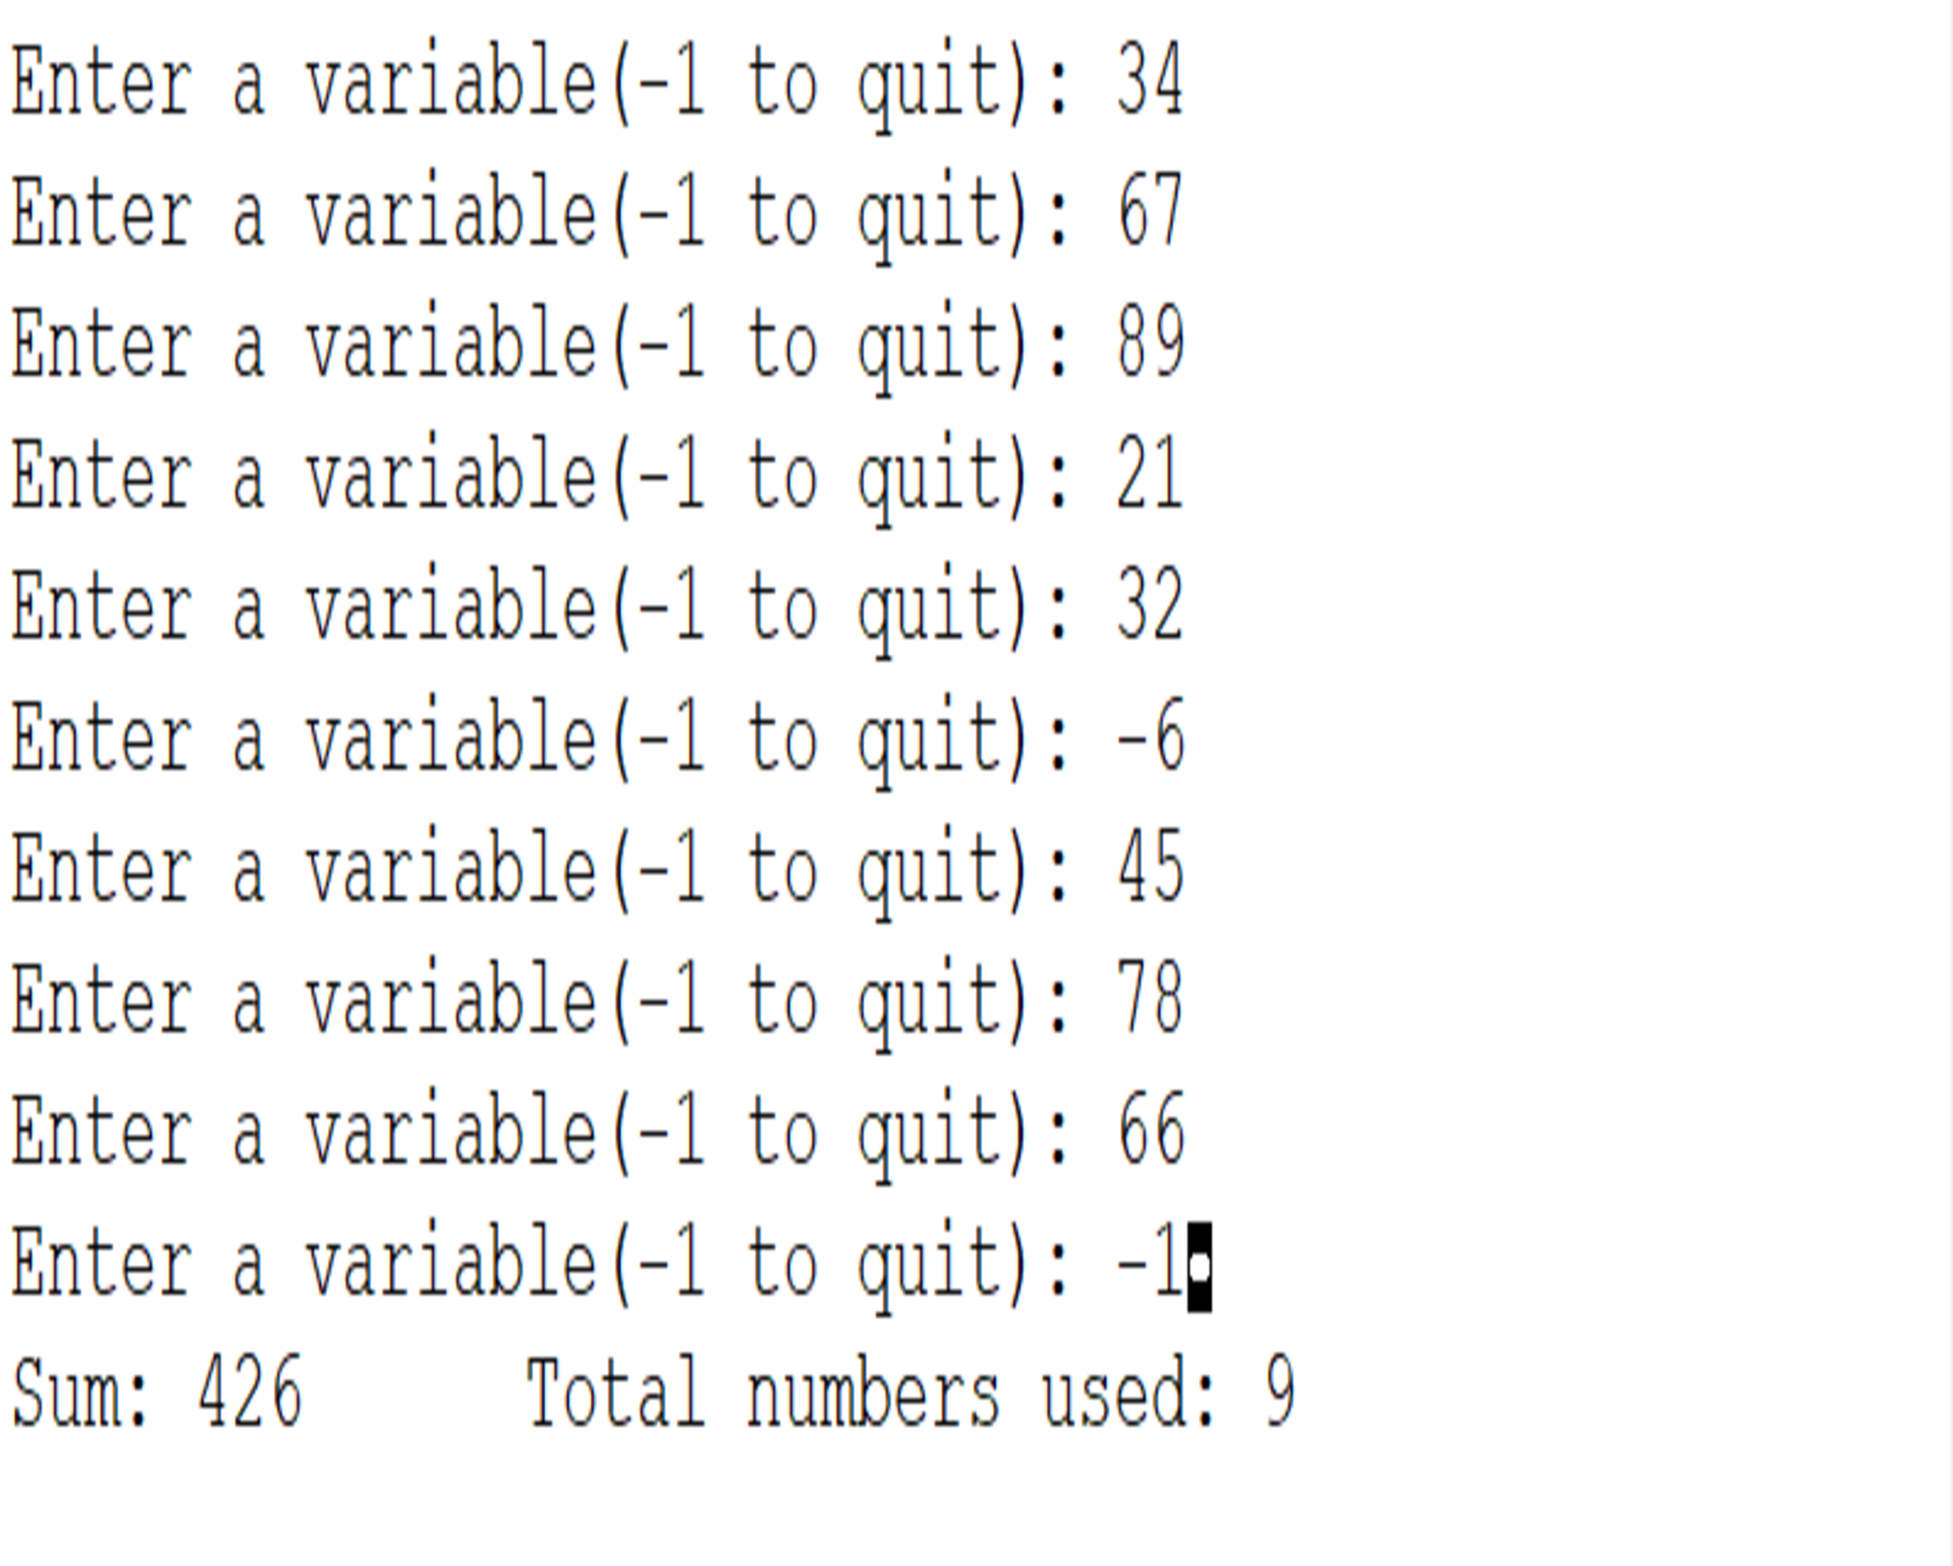 Enter a variable(-1 to quit): 34
Enter a variable(-1 to quit): 67
Enter a variable(-1 to quit): 89
Enter a variable(-1 to quit): 21
Enter a variable(-1 to quit): 32
Enter a variable(-1 to quit): -6
Enter a variable(-1 to quit): 45
Enter a variable(-1 to quit): 78
Enter a variable(-1 to quit): 66
Enter a variable(-1 to quit): -1◘
Sum: 426      Total numbers used: 9